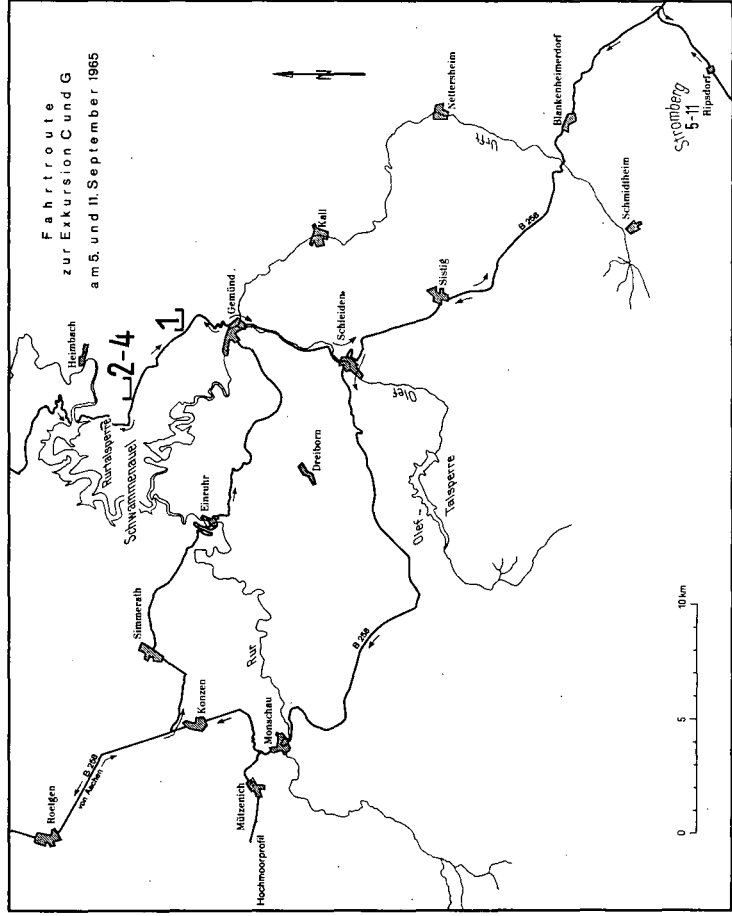 Fahrtroute
zur Exkursion C und G
am 5. und 11. September 1965
N
Roetgen
B 258
von Aachen
Simmerath
Konzen
Mützenich
Hochmoorprofil
Monschau
Rur
Einruhr
Rurtalsperre
Schwammenauel
Heimbach
2-4
1
Gemünd
Kall
Nettersheim
Urft
Dreiborn
Schleiden
Sistig
Olef
Olef-
Talsperre
B 258
B 258
Blankenheimerdorf
Schmidtheim
Stromberg
5-11
Ripsdorf
0
5
10 km